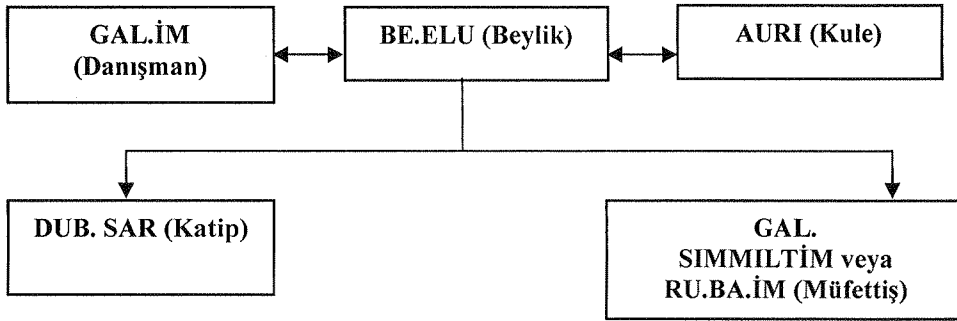 GAL.İM
(Danışman)
BE.ELU (Beylik)
AURI (Kule)
DUB. SAR (Katip)
GAL.
SIMMILTİM veya
RU.BA.İM (Müfettiş)